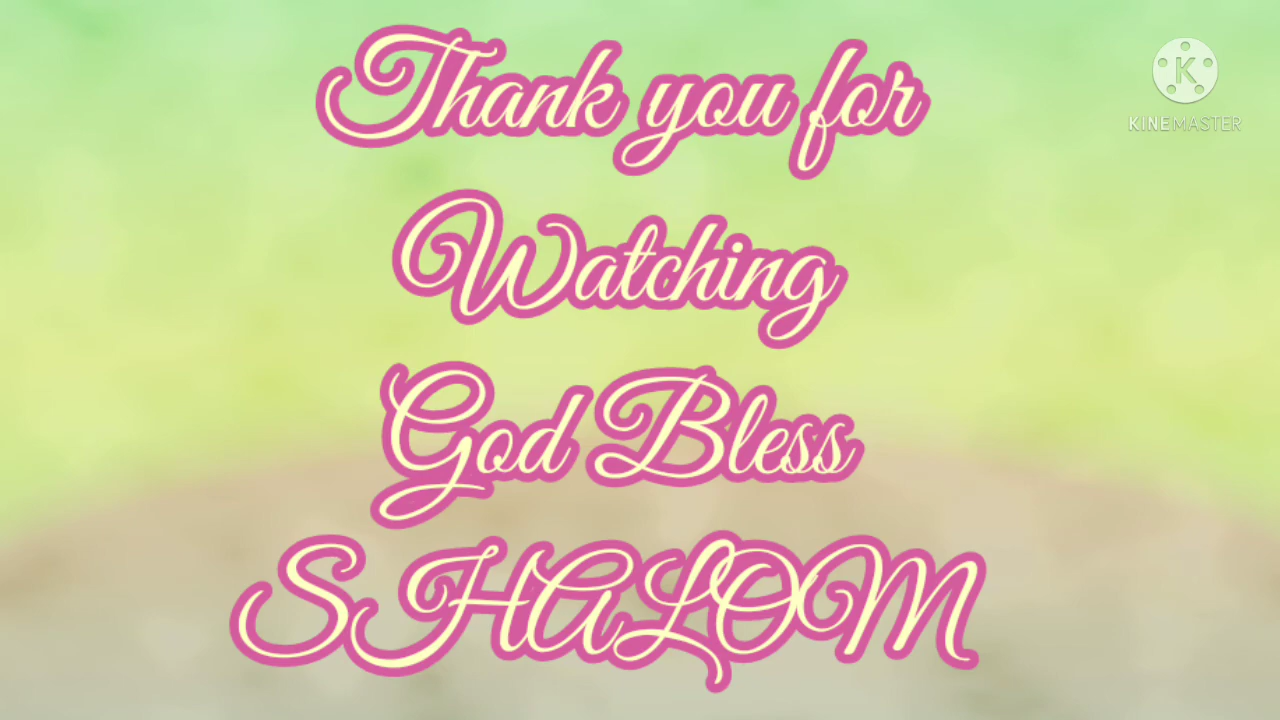 Thank you for
Watching
God Bless
SHALOM
K
KINEMASTER